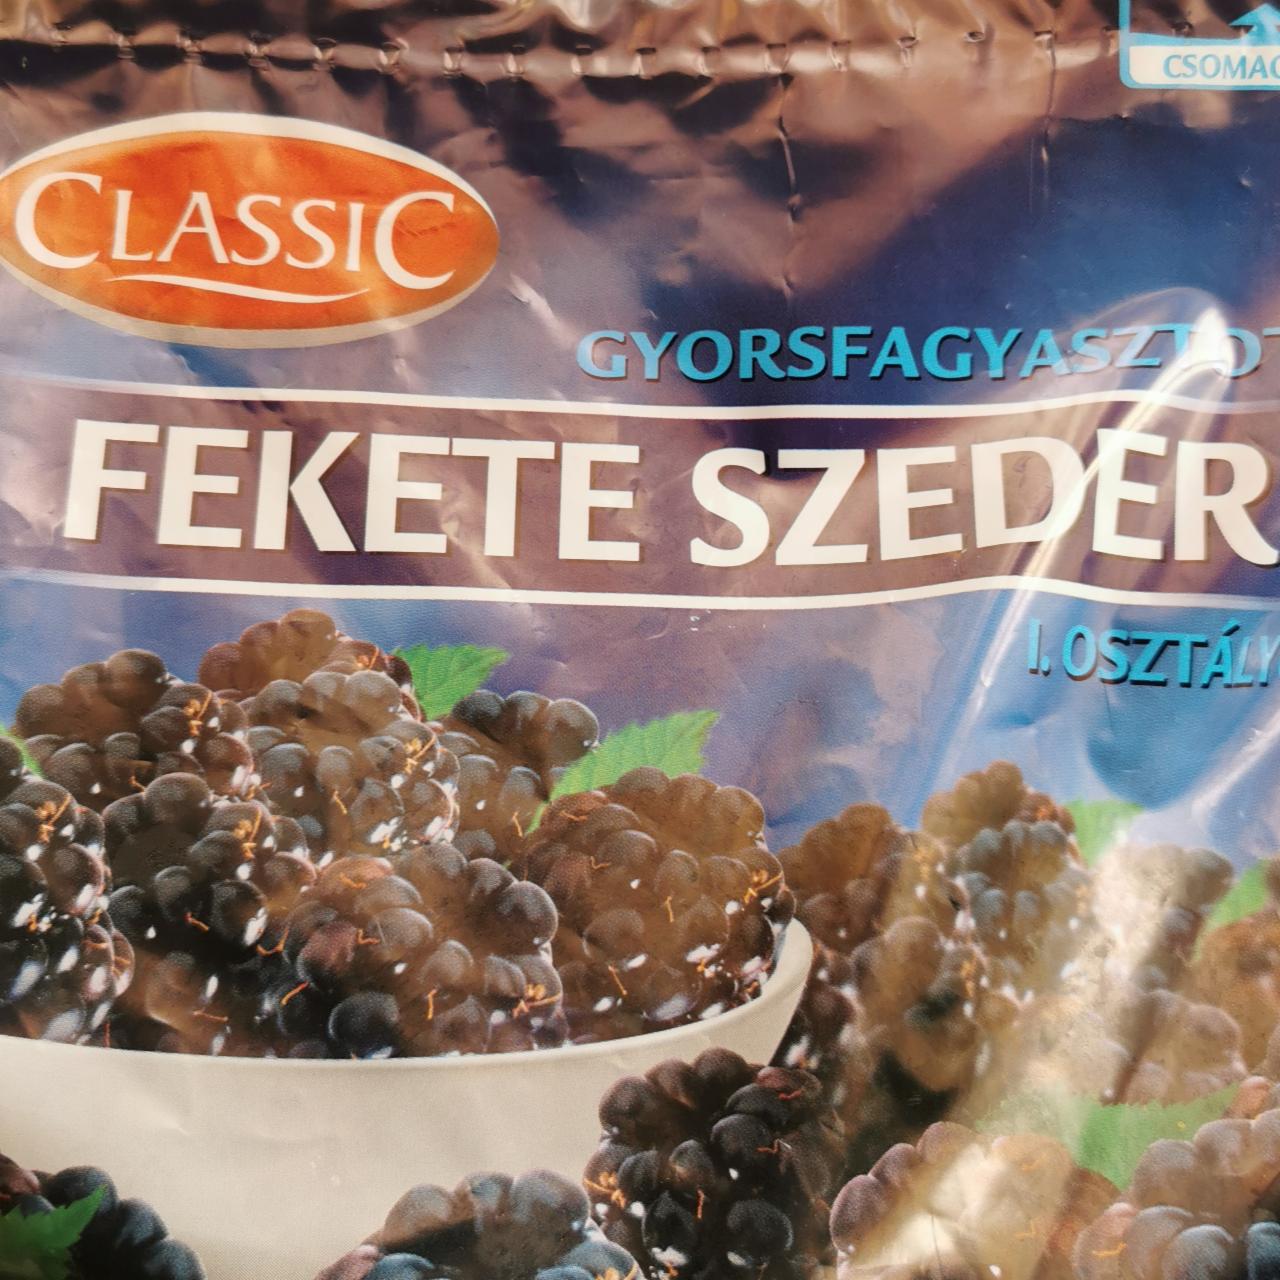 CSOMAG
CLASSIC
GYORSFAGYASZTOT
FEKETE SZEDER
I. OSZTÁLY